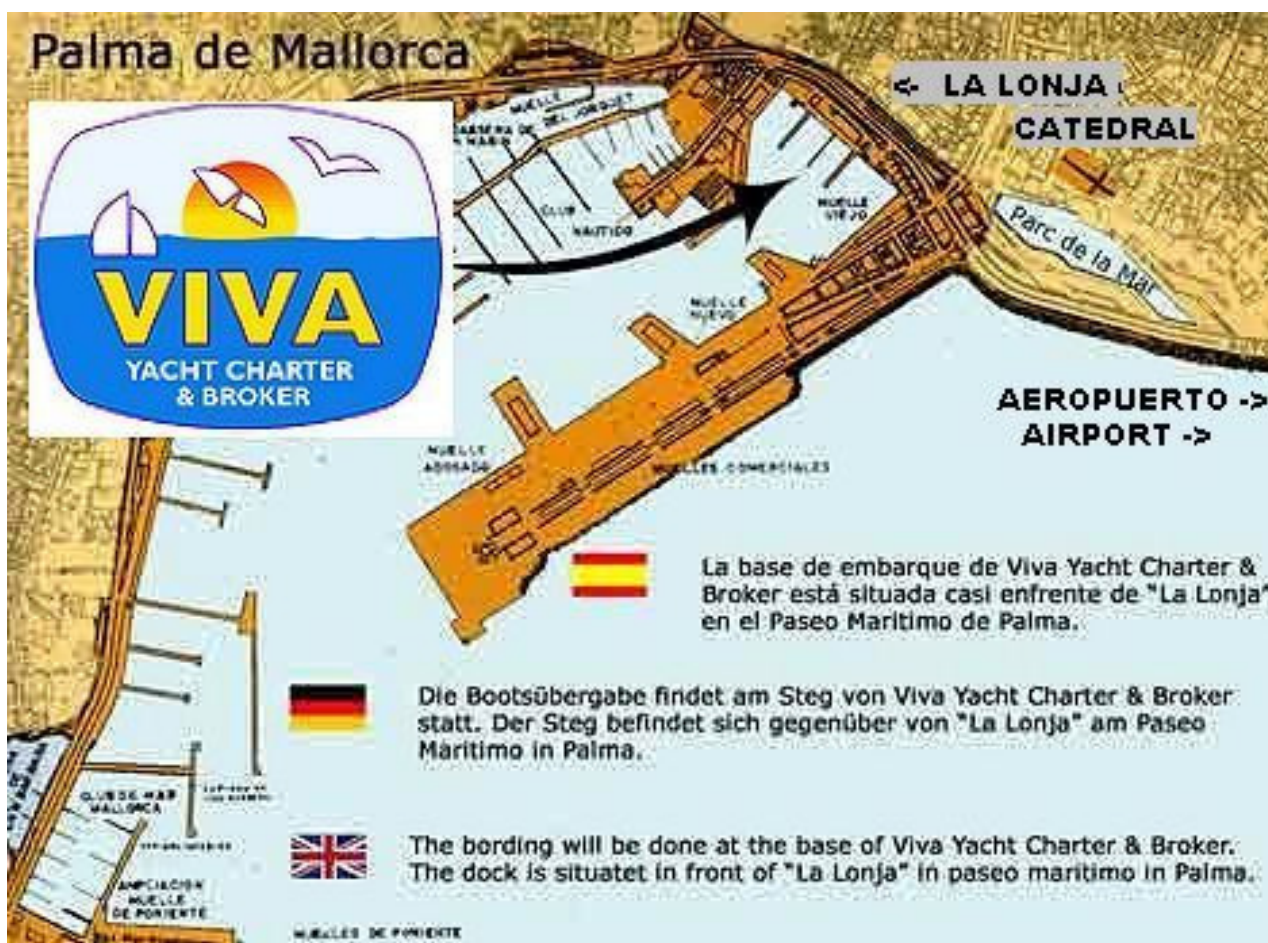 Palma de Mallorca
<- LA LONJA
CATEDRAL
MUELLE
DEL JONQUET
CLUB
NAUTICO
MUELLE
VIEJO
Parc de la Mar
VIVA
YACHT CHARTER
& BROKER
MUELLE
NUEVO
AEROPUERTO ->
AIRPORT ->
MUELLE
ADOSADO
MUELLES COMERCIALES
La base de embarque de Viva Yacht Charter &
Broker está situada casi enfrente de "La Lonja"
en el Paseo Maritimo de Palma.
Die Bootsübergabe findet am Steg von Viva Yacht Charter & Broker
statt. Der Steg befindet sich gegenüber von "La Lonja" am Paseo
Maritimo in Palma.
CLUB DE MAR
MALLORCA
The bording will be done at the base of Viva Yacht Charter & Broker.
The dock is situatet in front of "La Lonja" in paseo maritimo in Palma.
AMPLIACION
MUELLE
DE PONIENTE
MUELLES DE PONIENTE